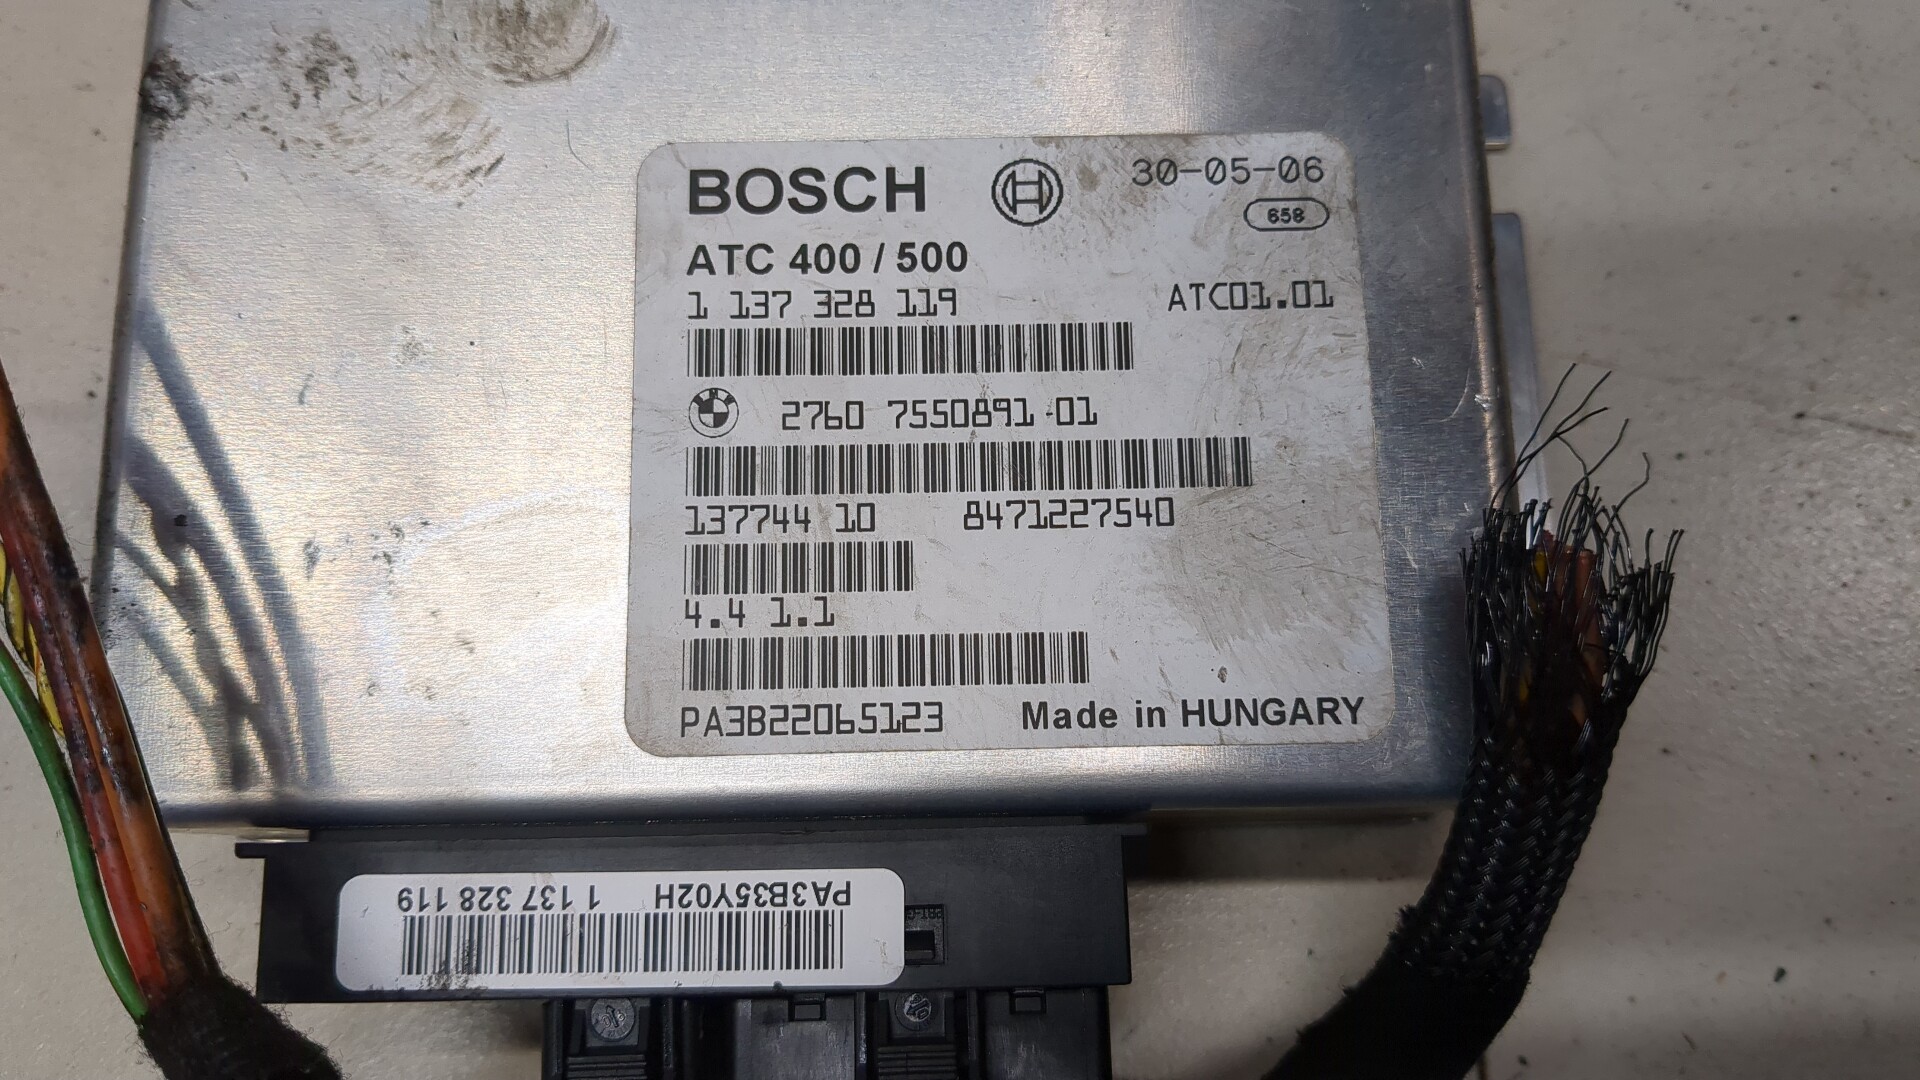 BOSCH 30-05-06
658
ATC 400 / 500
1 137 328 119 ATC01.01
2760 7550891 01
137744 10 8471227540
4.4 1.1
PA3B22065123 Made in HUNGARY
PA3B35Y02H 1 137 328 119